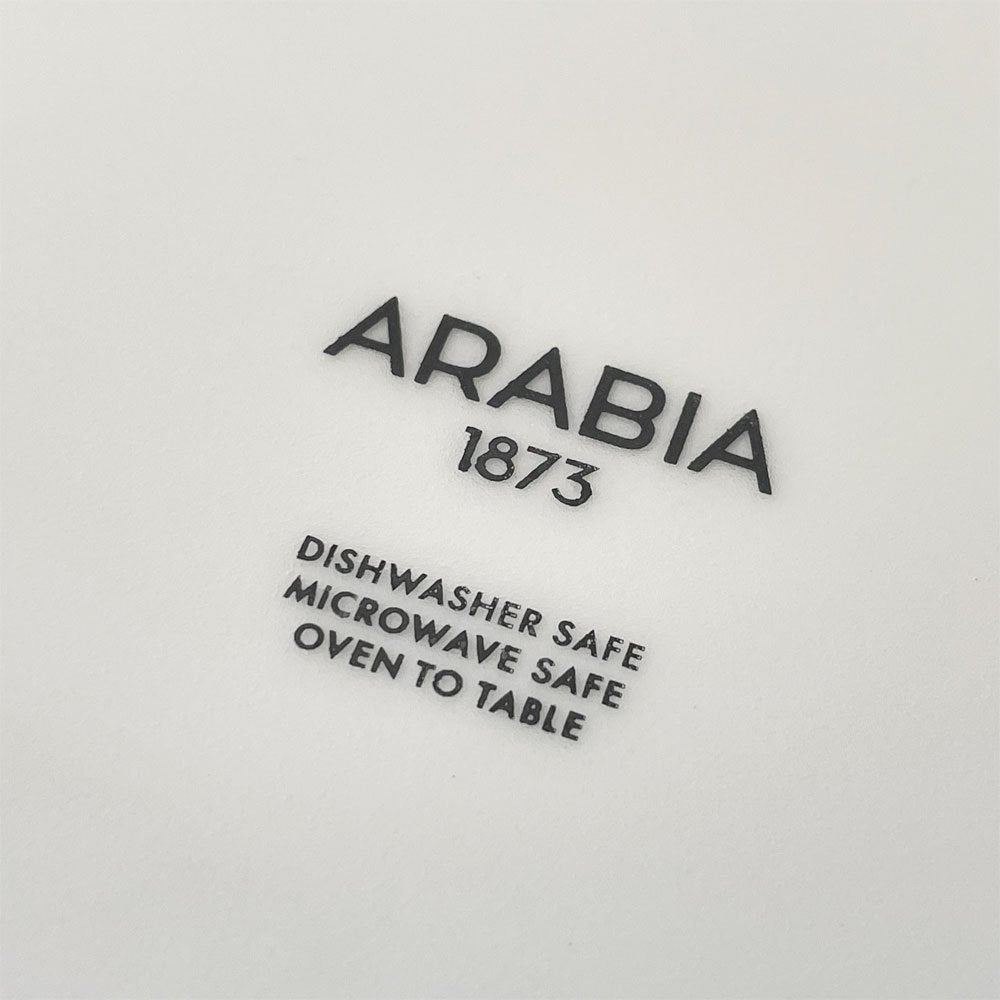 ARABIA
1873
DISHWASHER SAFE
MICROWAVE SAFE
OVEN TO TABLE